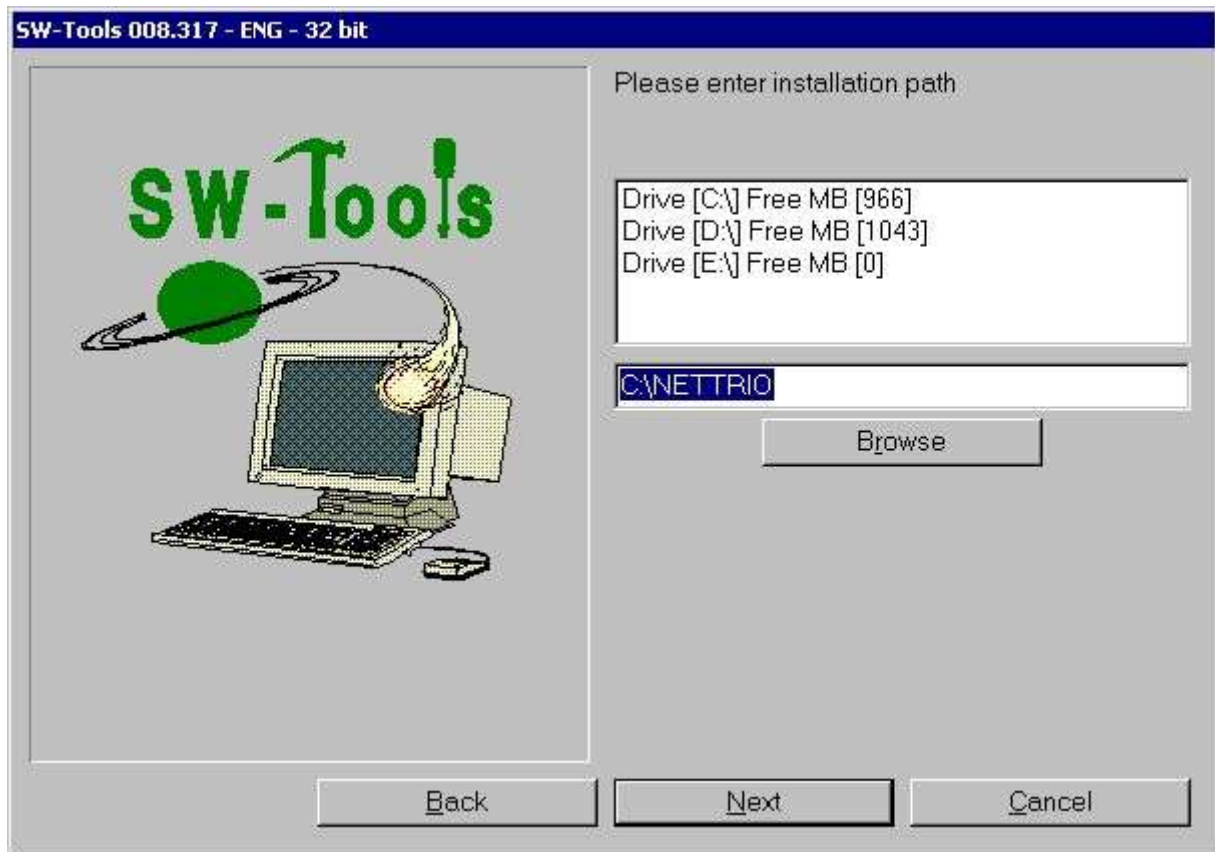 SW-Tools 008.317 - ENG - 32 bit
SW-Tools
Please enter installation path
Drive [C:\] Free MB [966]
Drive [D:\] Free MB [1043]
Drive [E:\] Free MB [0]
C:\NETTRIO
Browse
Back
Next
Cancel